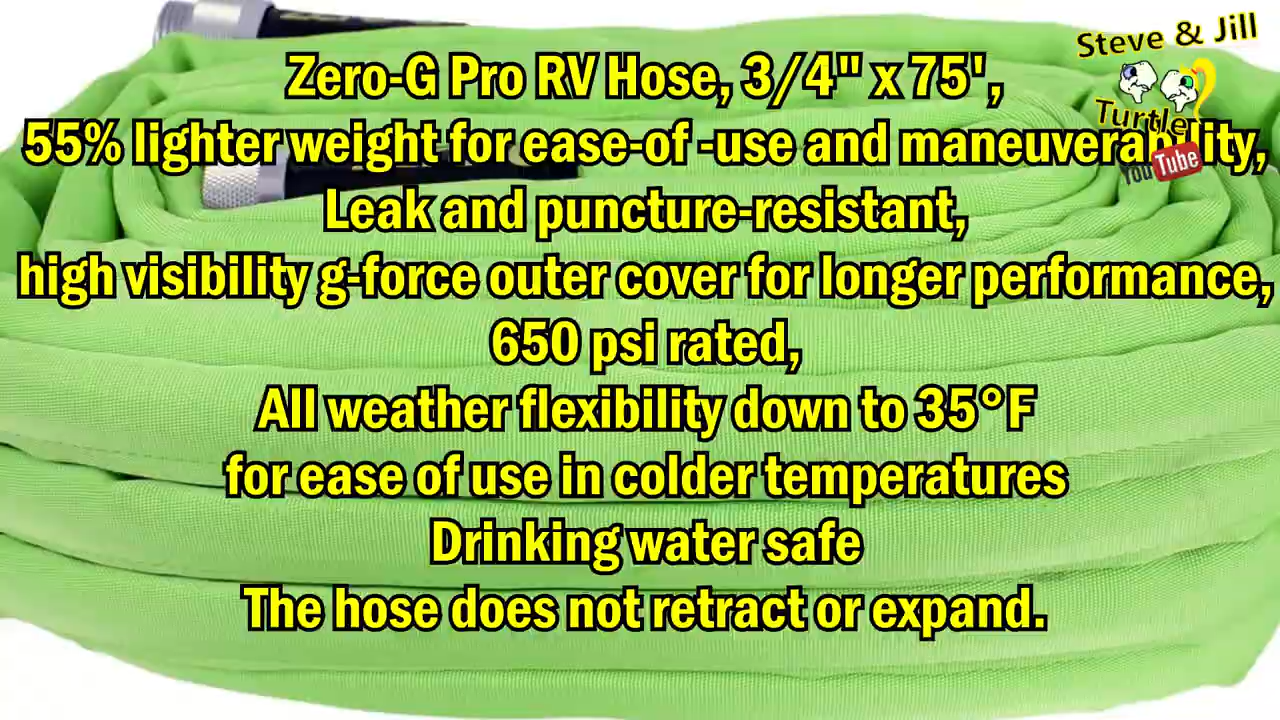 Steve & Jill
Turtle
YouTube
Zero-G Pro RV Hose, 3/4" x 75',
55% lighter weight for ease-of -use and maneuverability,
Leak and puncture-resistant,
high visibility g-force outer cover for longer performance,
650 psi rated,
All weather flexibility down to 35°F
for ease of use in colder temperatures
Drinking water safe
The hose does not retract or expand.